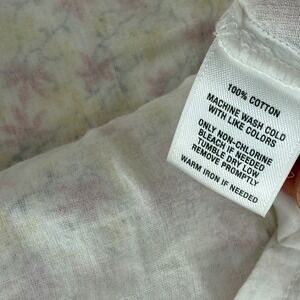 100% COTTON
MACHINE WASH COLD
WITH LIKE COLORS
ONLY NON-CHLORINE
BLEACH IF NEEDED
TUMBLE DRY LOW
REMOVE PROMPTLY
WARM IRON IF NEEDED